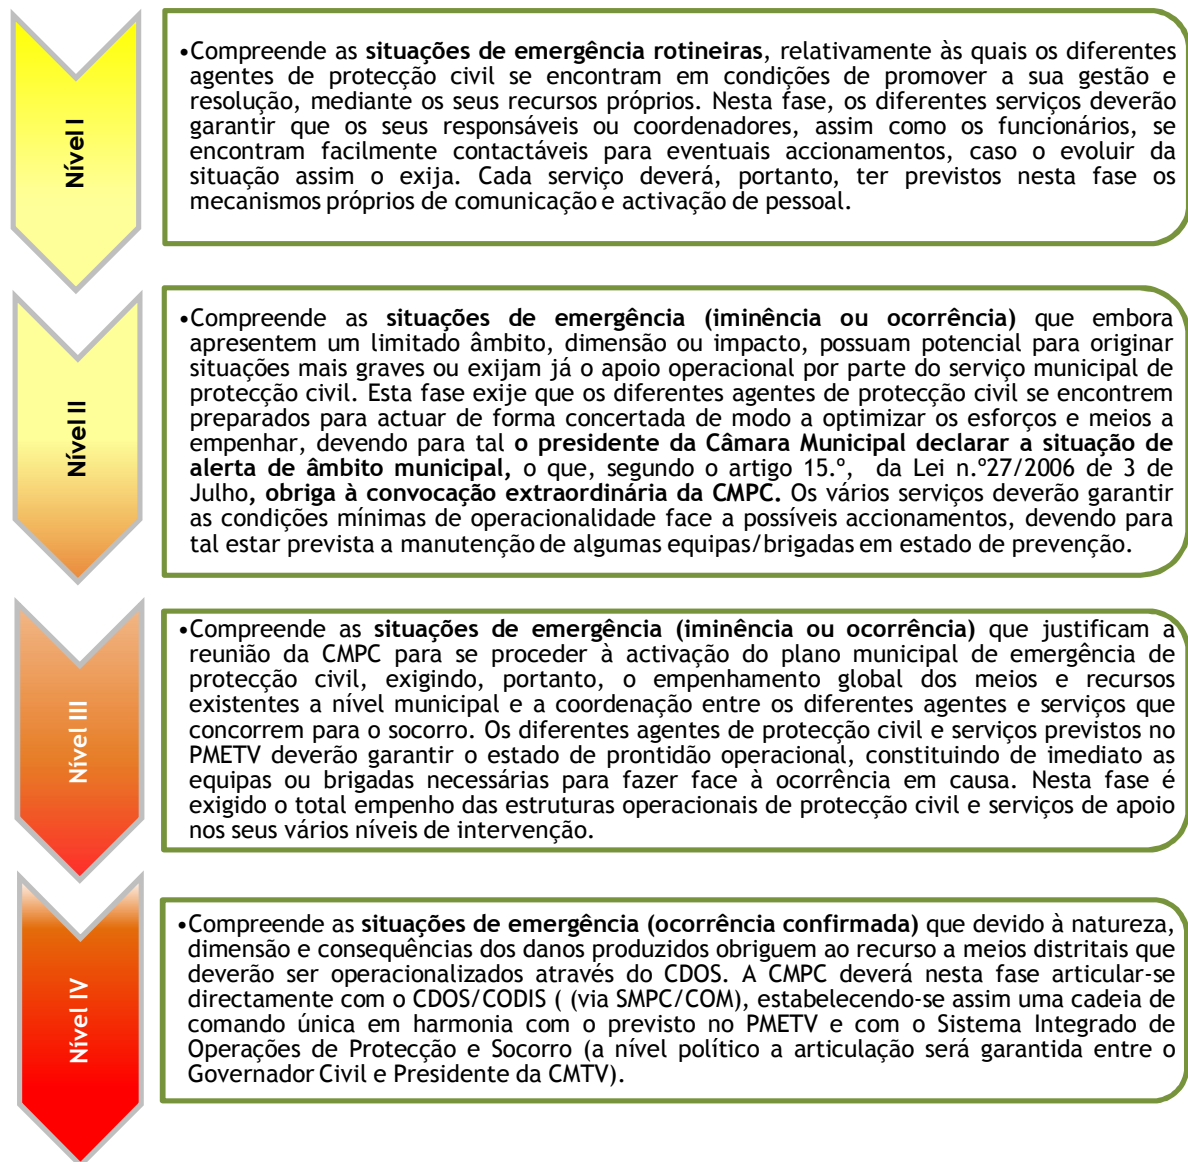 Nível I
•Compreende as situações de emergência rotineiras, relativamente às quais os diferentes
agentes de protecção civil se encontram em condições de promover a sua gestão e
resolução, mediante os seus recursos próprios. Nesta fase, os diferentes serviços deverão
garantir que os seus responsáveis ou coordenadores, assim como os funcionários, se
encontram facilmente contactáveis para eventuais accionamentos, caso o evoluir da
situação assim o exija. Cada serviço deverá, portanto, ter previstos nesta fase os
mecanismos próprios de comunicação e activação de pessoal.
Nível II
•Compreende as situações de emergência (iminência ou ocorrência) que embora
apresentem um limitado âmbito, dimensão ou impacto, possuam potencial para originar
situações mais graves ou exijam já o apoio operacional por parte do serviço municipal de
protecção civil. Esta fase exije que os diferentes agentes de protecção civil se encontrem
preparados para actuar de forma concertada de modo a optimizar os esforços e meios a
empenhar, devendo para tal o presidente da Câmara Municipal declarar a situação de
alerta de âmbito municipal, o que, segundo o artigo 15.º, da Lei n.º27/2006 de 3 de
Julho, obriga à convocação extraordinária da CMPC. Os vários serviços deverão garantir
as condições mínimas de operacionalidade face a possíveis accionamentos, devendo para
tal estar prevista a manutenção de algumas equipas/brigadas em estado de prevenção.
Nível III
•Compreende as situações de emergência (iminência ou ocorrência) que justificam a
reunião da CMPC para se proceder à activação do plano municipal de emergência de
protecção civil, exigindo, portanto, o empenhamento global dos meios e recursos
existentes a nível municipal e a coordenação entre os diferentes agentes e serviços que
concorrem para o socorro. Os diferentes agentes de protecção civil e serviços previstos no
PMETV deverão garantir o estado de prontidão operacional, constituindo de imediato as
equipas ou brigadas necessárias para fazer face à ocorrência em causa. Nesta fase é
exigido o total empenho das estruturas operacionais de protecção civil e serviços de apoio
nos seus vários níveis de intervenção.
Nível IV
•Compreende as situações de emergência (ocorrência confirmada) que devido à natureza,
dimensão e consequências dos danos produzidos obriguem ao recurso a meios distritais que
deverão ser operacionalizados através do CDOS. A CMPC deverá nesta fase articular-se
directamente com o CDOS/CODIS ( (via SMPC/COM), estabelecendo-se assim uma cadeia de
comando única em harmonia com o previsto no PMETV e com o Sistema Integrado de
Operações de Protecção e Socorro (a nível político a articulação será garantida entre o
Governador Civil e Presidente da CMTV).